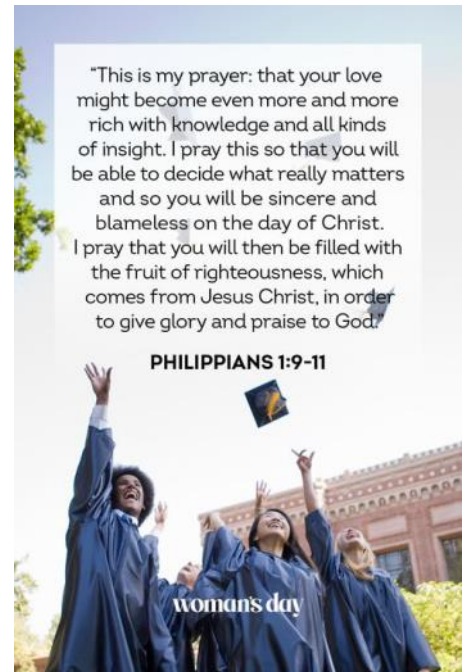 “This is my prayer: that your love
might become even more and more
rich with knowledge and all kinds
of insight. I pray this so that you will
be able to decide what really matters
and so you will be sincere and
blameless on the day of Christ.
I pray that you will then be filled with
the fruit of righteousness, which
comes from Jesus Christ, in order
to give glory and praise to God.”
PHILIPPIANS 1:9-11
woman's day